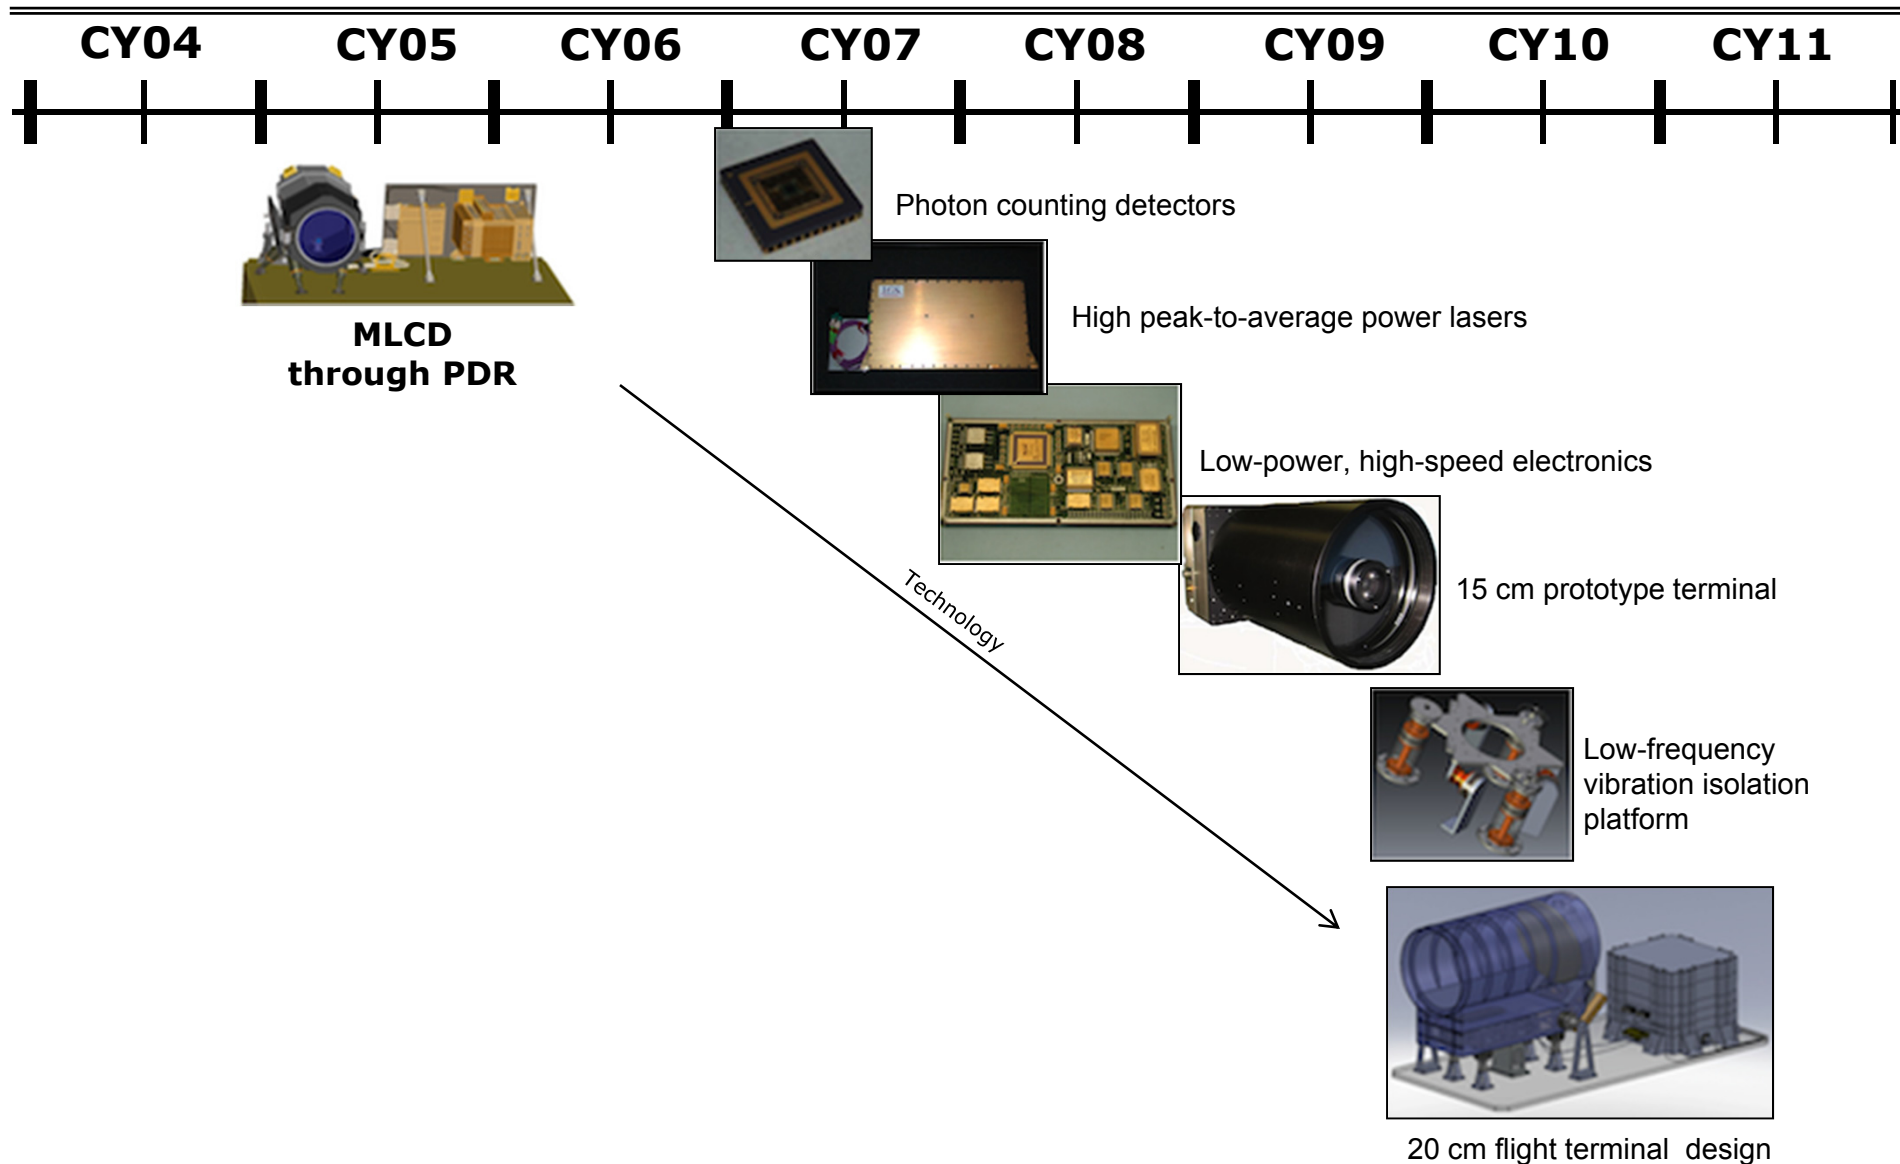 CY04 CY05 CY06 CY07 CY08 CY09 CY10 CY11
Photon counting detectors
High peak-to-average power lasers
MLCD
through PDR
Low-power, high-speed electronics
Technology
15 cm prototype terminal
Low-frequency
vibration isolation
platform
20 cm flight terminal design